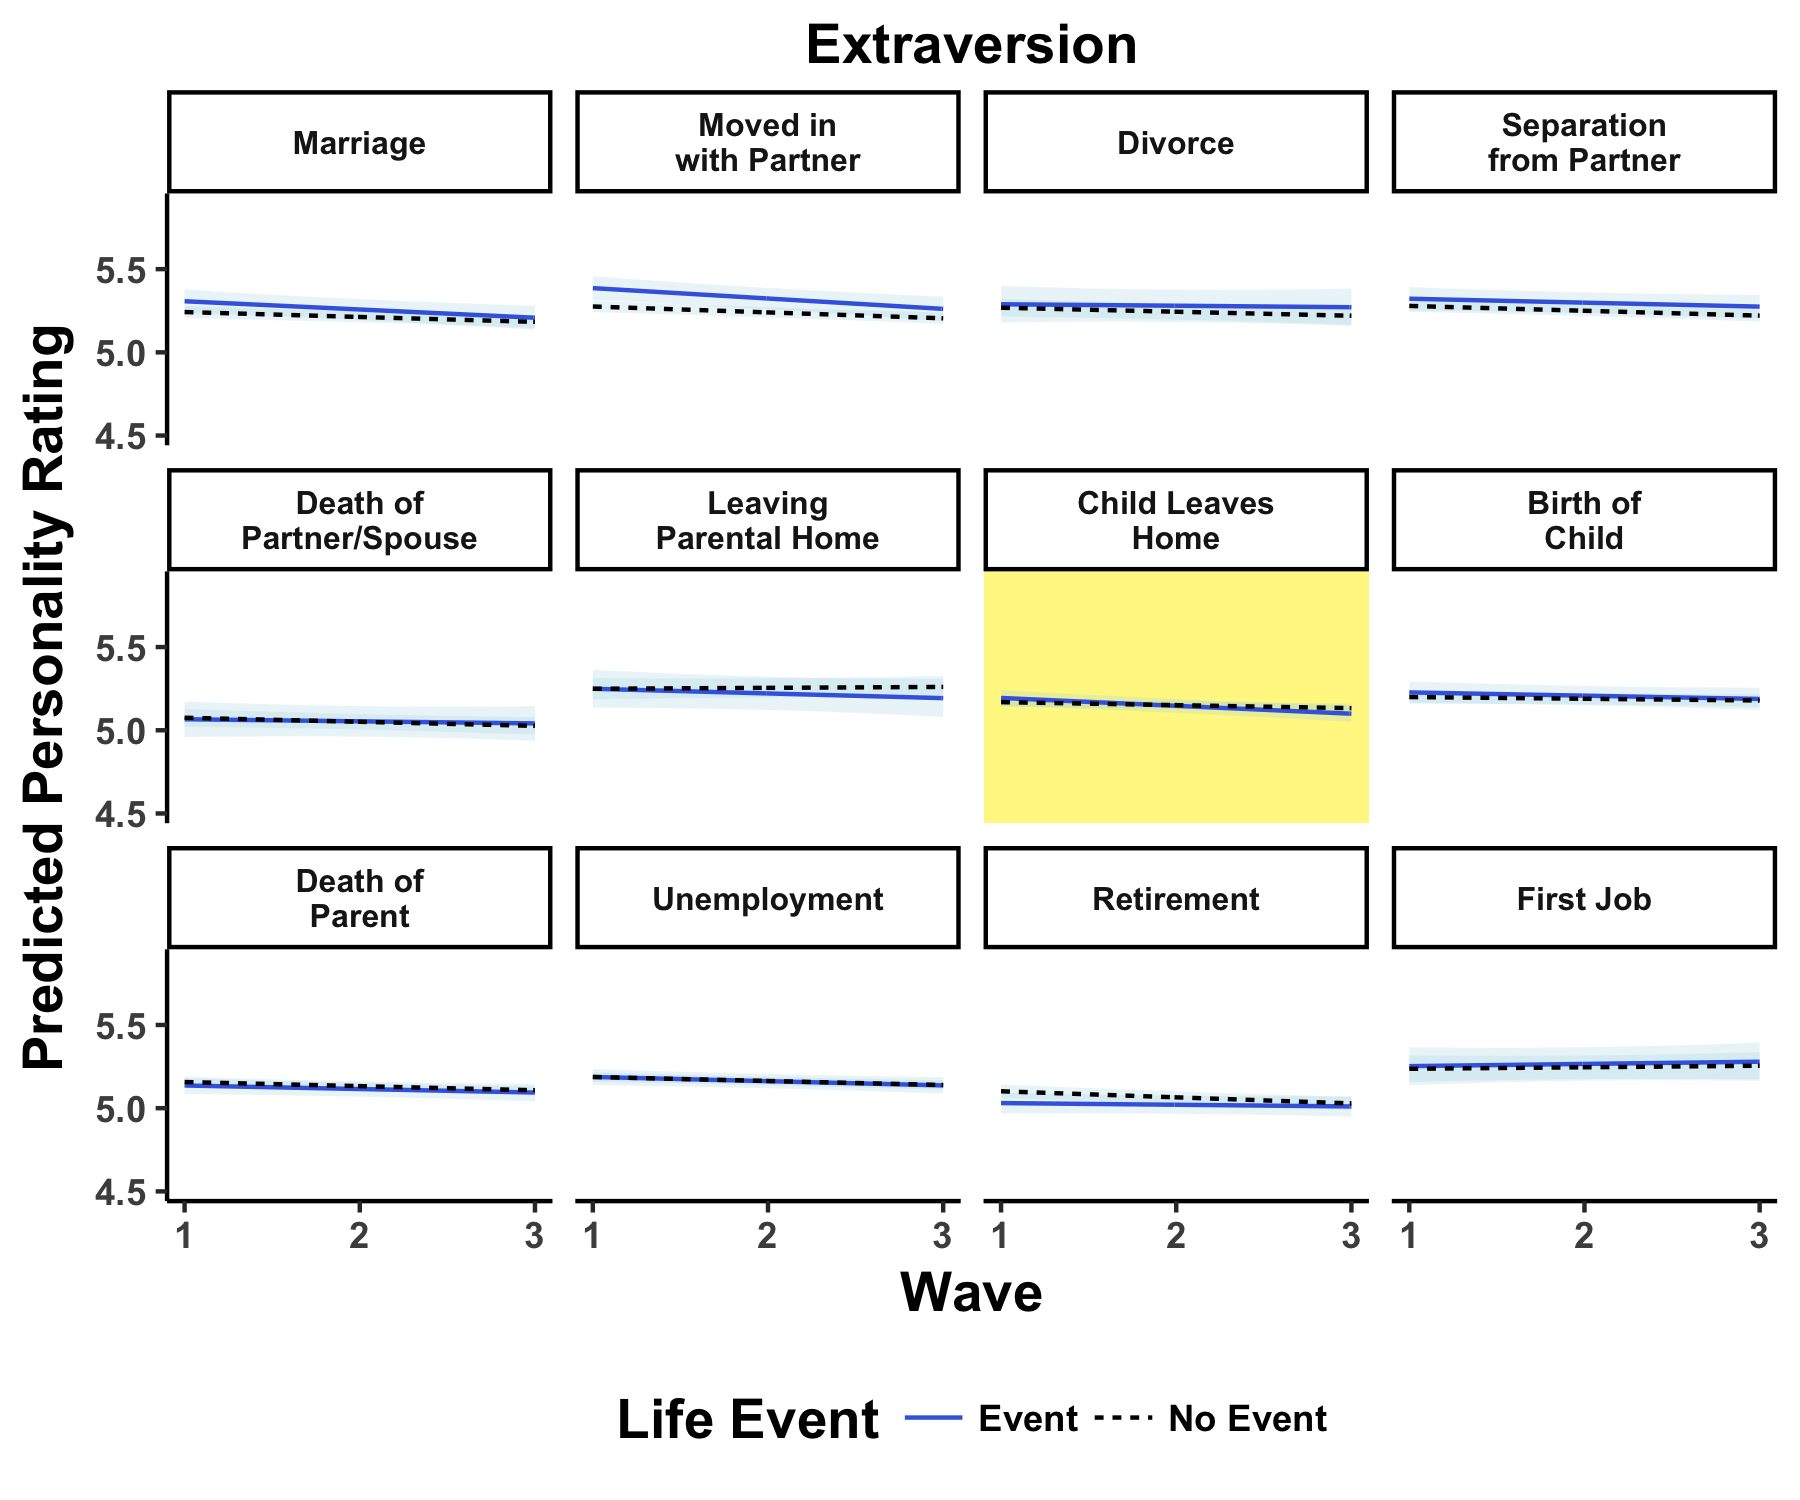 Extraversion
Marriage
Moved in
with Partner
Divorce
Separation
from Partner
5.5
5.0
4.5
Death of
Partner/Spouse
Leaving
Parental Home
Child Leaves
Home
Birth of
Child
5.5
5.0
4.5
Death of
Parent
Unemployment
Retirement
First Job
5.5
5.0
4.5
1 2 3
1 2 3
1 2 3
1 2 3
Predicted Personality Rating
Wave
Life Event
Event
No Event